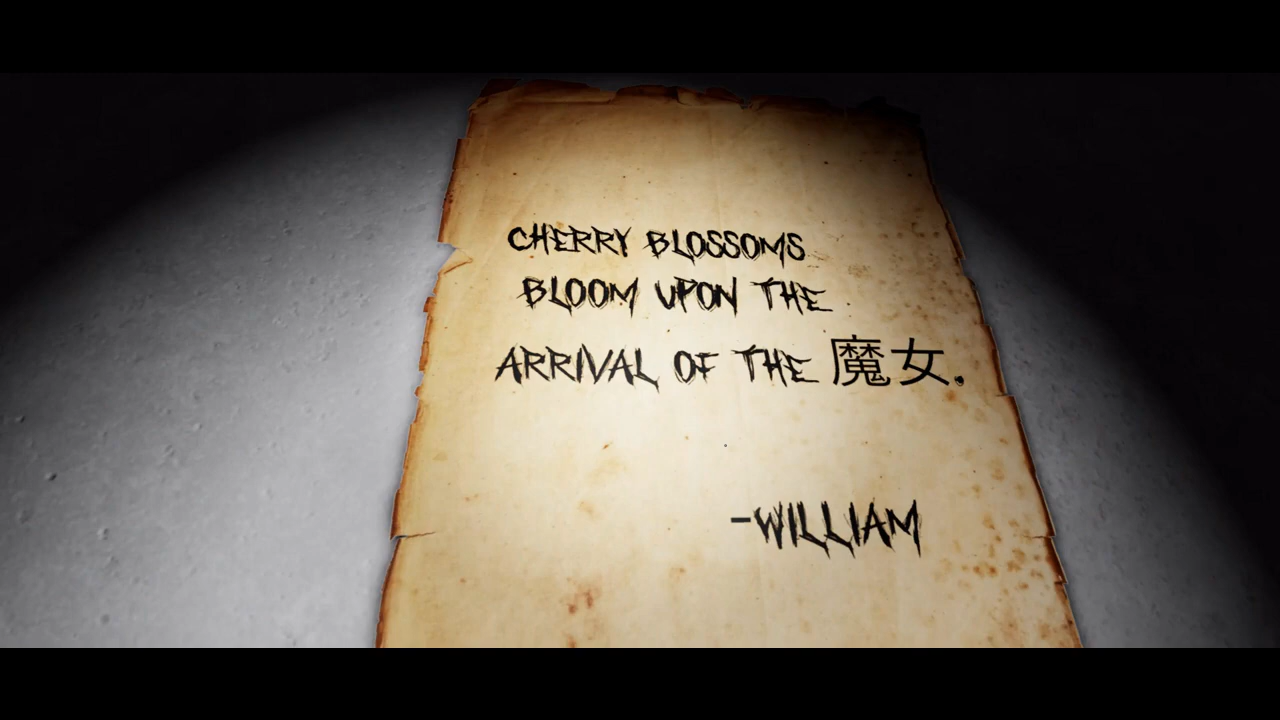 CHERRY BLOSSOMS
BLOOM UPON THE
ARRIVAL OF THE 魔女.
-WILLIAM